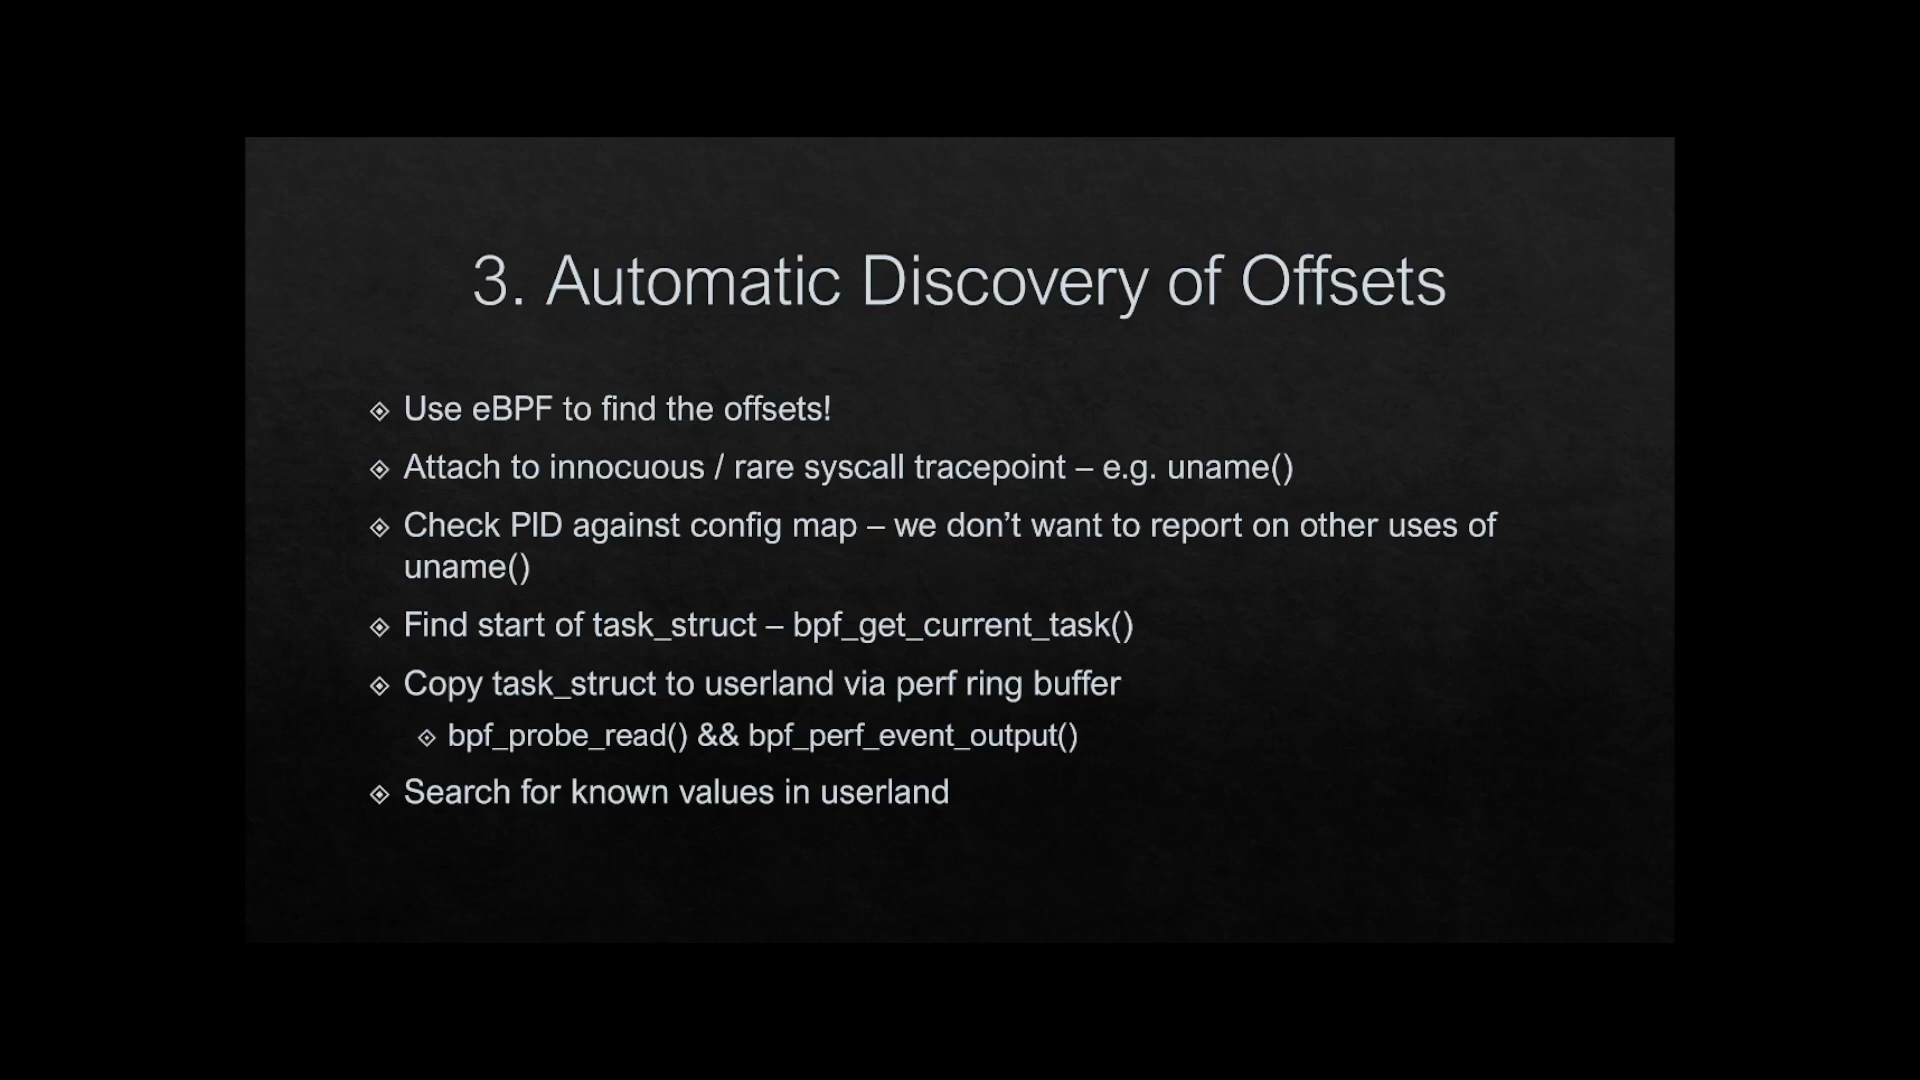 3. Automatic Discovery of Offsets
Use eBPF to find the offsets!
Attach to innocuous / rare syscall tracepoint – e.g. uname()
Check PID against config map – we don’t want to report on other uses of
uname()
Find start of task_struct – bpf_get_current_task()
Copy task_struct to userland via perf ring buffer
bpf_probe_read() && bpf_perf_event_output()
Search for known values in userland